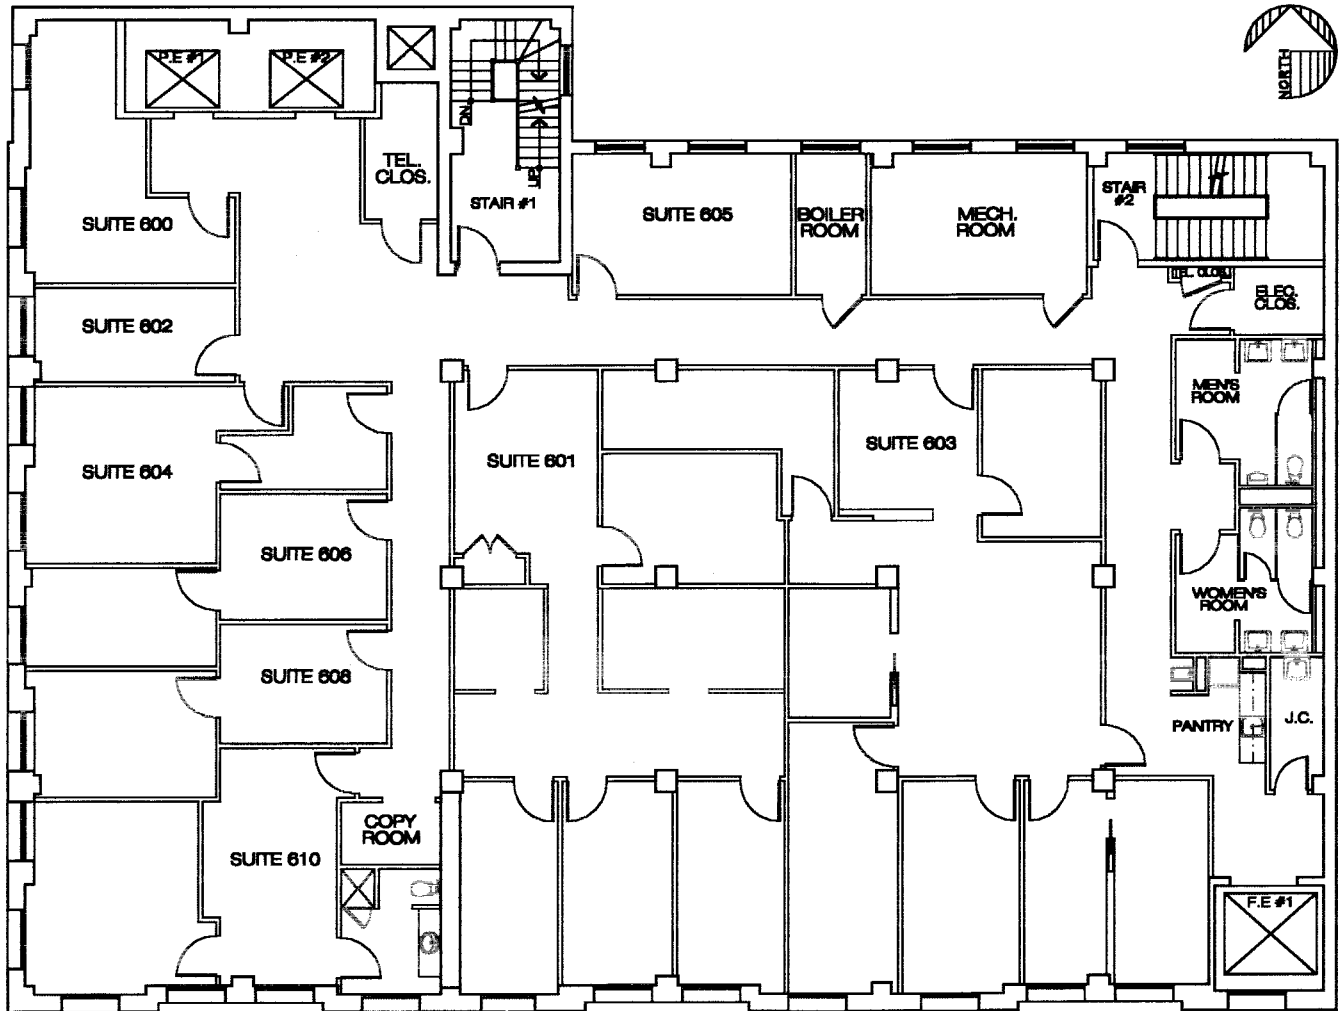 P.E #1
P.E #2
NORTH
DN
UP
TEL.
CLOS.
STAIR #1
SUITE 600
SUITE 605
BOILER
ROOM
MECH.
ROOM
STAIR
#2
TEL. CLOS.
ELEC.
CLOS.
SUITE 602
MEN'S
ROOM
SUITE 604
SUITE 601
SUITE 603
SUITE 606
WOMEN'S
ROOM
SUITE 608
PANTRY
J.C.
COPY
ROOM
SUITE 610
F.E #1